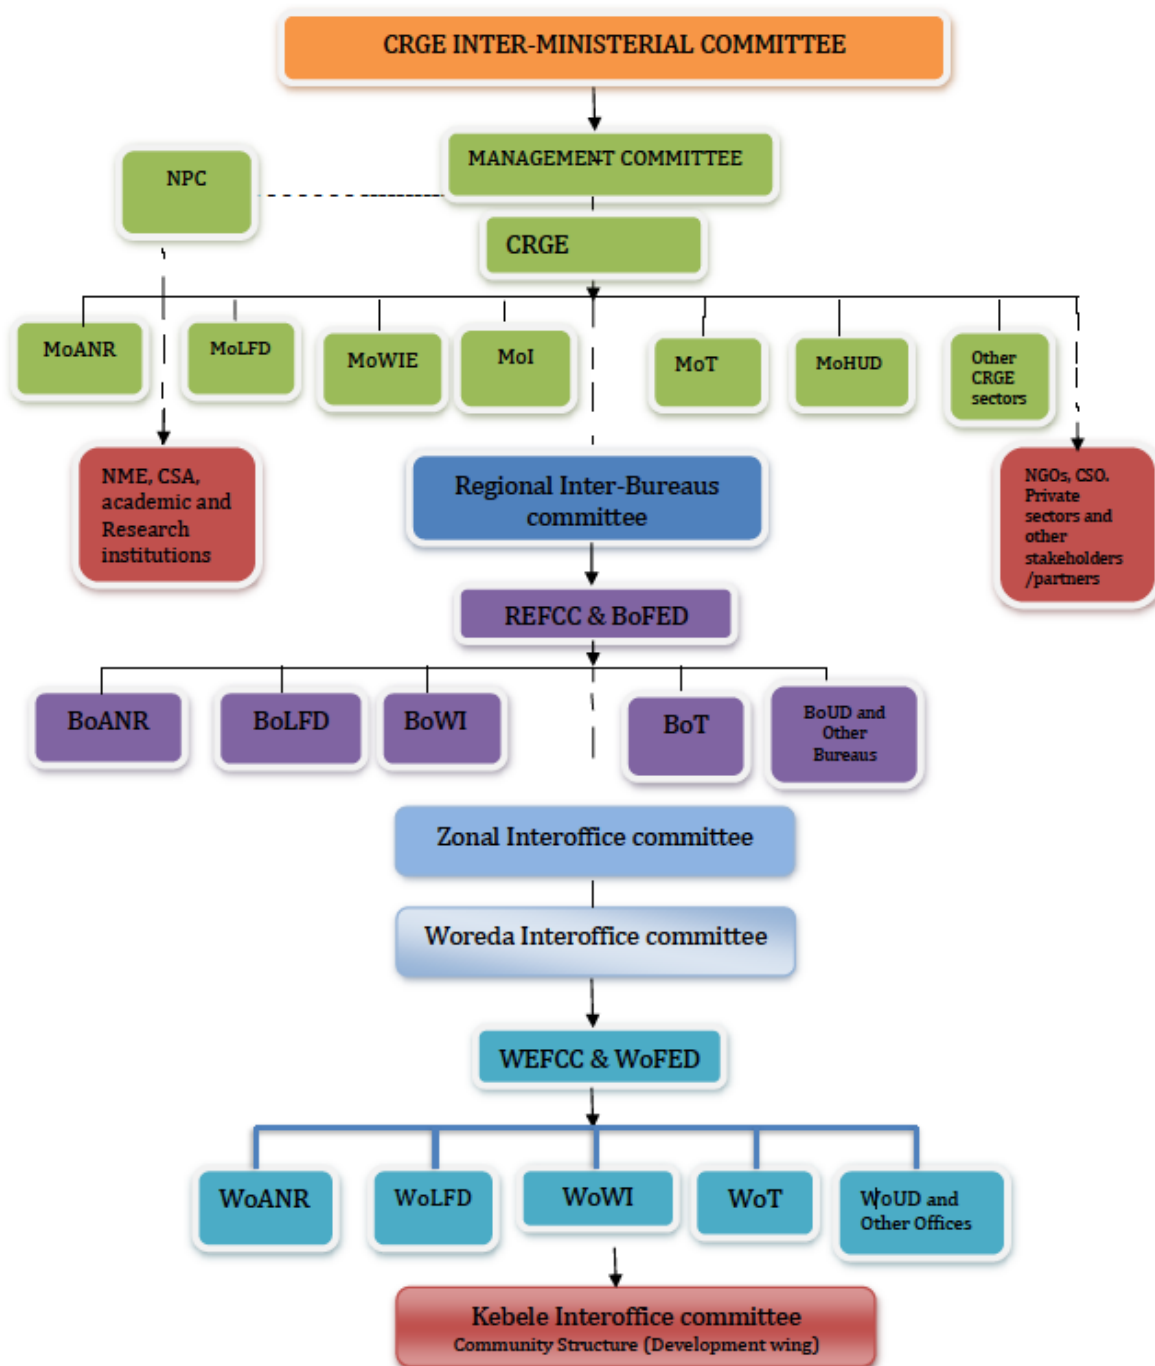 CRGE INTER-MINISTERIAL COMMITTEE
MANAGEMENT COMMITTEE
NPC
CRGE
MoANR
MoLFD
MoWIE
MoI
MoT
MoHUD
Other
CRGE
sectors
NME, CSA,
academic and
Research
institutions
Regional Inter-Bureaus
committee
NGOs, CSO.
Private
sectors and
other
stakeholders
/partners
REFCC & BoFED
BoANR
BoLFD
BoWI
BoT
BoUD and
Other
Bureaus
Zonal Interoffice committee
Woreda Interoffice committee
WEFCC & WoFED
WoANR
WoLFD
WoWI
WoT
WoUD and
Other Offices
Kebele Interoffice committee
Community Structure (Development wing)